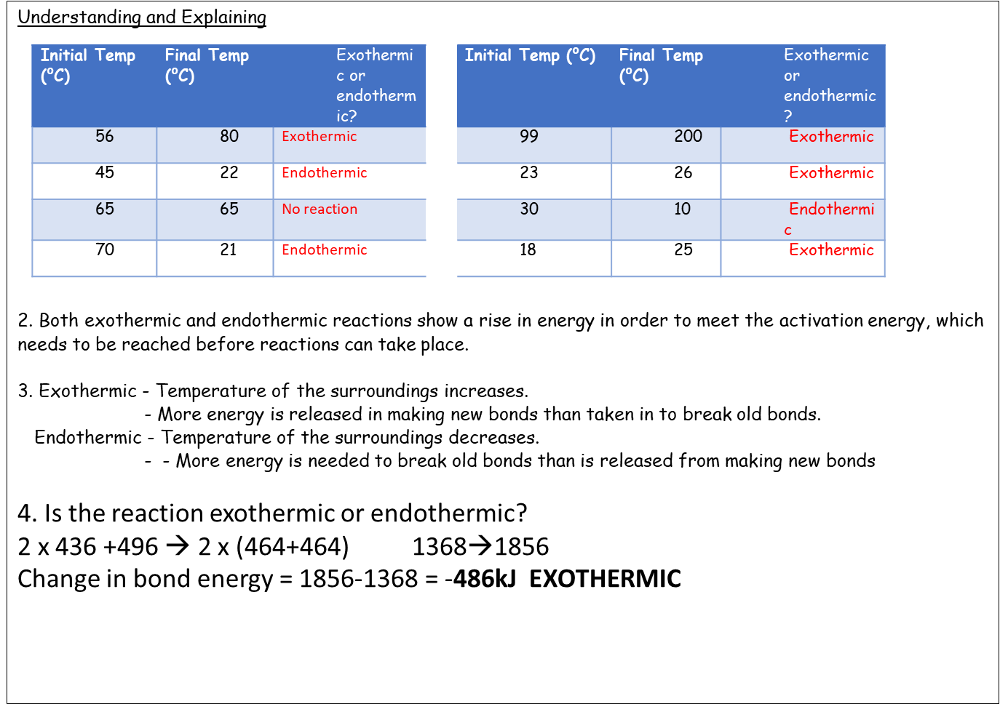 Understanding and Explaining
Initial Temp (°C) Final Temp (°C) Exothermi c or endotherm ic?
56 80 Exothermic
45 22 Endothermic
65 65 No reaction
70 21 Endothermic
Initial Temp (°C) Final Temp (°C) Exothermic or endothermic ?
99 200 Exothermic
23 26 Exothermic
30 10 Endothermi c
18 25 Exothermic
2. Both exothermic and endothermic reactions show a rise in energy in order to meet the activation energy, which
needs to be reached before reactions can take place.
3. Exothermic - Temperature of the surroundings increases.
- More energy is released in making new bonds than taken in to break old bonds.
Endothermic - Temperature of the surroundings decreases.
- - More energy is needed to break old bonds than is released from making new bonds
4. Is the reaction exothermic or endothermic?
2 x 436 +496 → 2 x (464+464) 1368→1856
Change in bond energy = 1856-1368 = -486kJ EXOTHERMIC